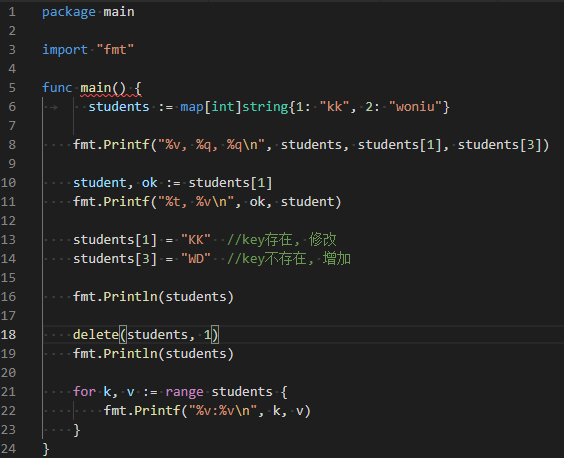 1 package main
2
3 import "fmt"
4
5 func main() {
6     students := map[int]string{1: "kk", 2: "woniu"}
7
8     fmt.Printf("%v, %q, %q\n", students, students[1], students[3])
9
10     student, ok := students[1]
11     fmt.Printf("%t, %v\n", ok, student)
12
13     students[1] = "KK"  //key存在, 修改
14     students[3] = "WD"  //key不存在, 增加
15
16     fmt.Println(students)
17
18     delete(students, 1)
19     fmt.Println(students)
20
21     for k, v := range students {
22         fmt.Printf("%v:%v\n", k, v)
23     }
24 }